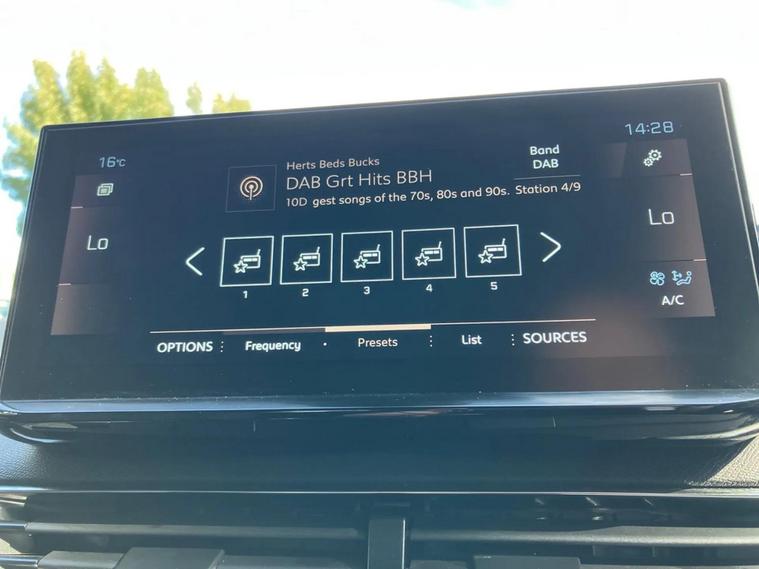 16°C
14:28
Herts Beds Bucks
DAB Grt Hits BBH
10D gest songs of the 70s, 80s and 90s. Station 4/9
Band
DAB
Lo
Lo
1 2 3 4 5
A/C
OPTIONS : Frequency • Presets : List : SOURCES